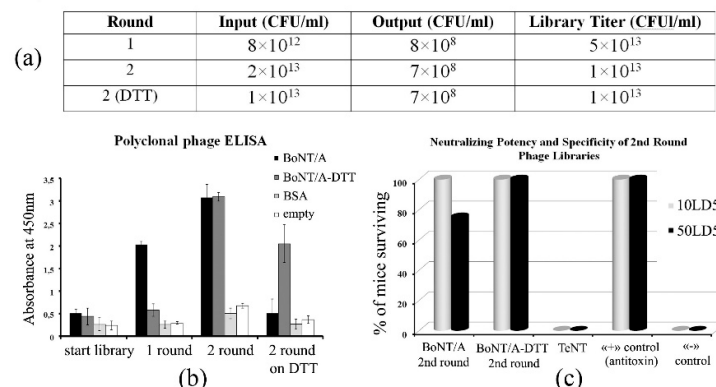 (a)
Round Input (CFU/ml) Output (CFU/ml) Library Titer (CFUl/ml)
1 8×10¹² 8×10⁸ 5×10¹³
2 2×10¹³ 7×10⁸ 1×10¹³
2 (DTT) 1×10¹³ 7×10⁸ 1×10¹³
Polyclonal phage ELISA
BoNT/A
BoNT/A-DTT
BSA
empty
Absorbance at 450nm
3,5
3
2,5
2
1,5
1
0,5
0
start library 1 round 2 round 2 round
on DTT
(b)
Neutralizing Potency and Specificity of 2nd Round
Phage Libraries
% of mice surviving
100
80
60
40
20
0
10LD5
50LD5
BoNT/A
2nd round
BoNT/A-DTT
2nd round
TeNT
«+» control
(antitoxin)
«-»
control
(c)